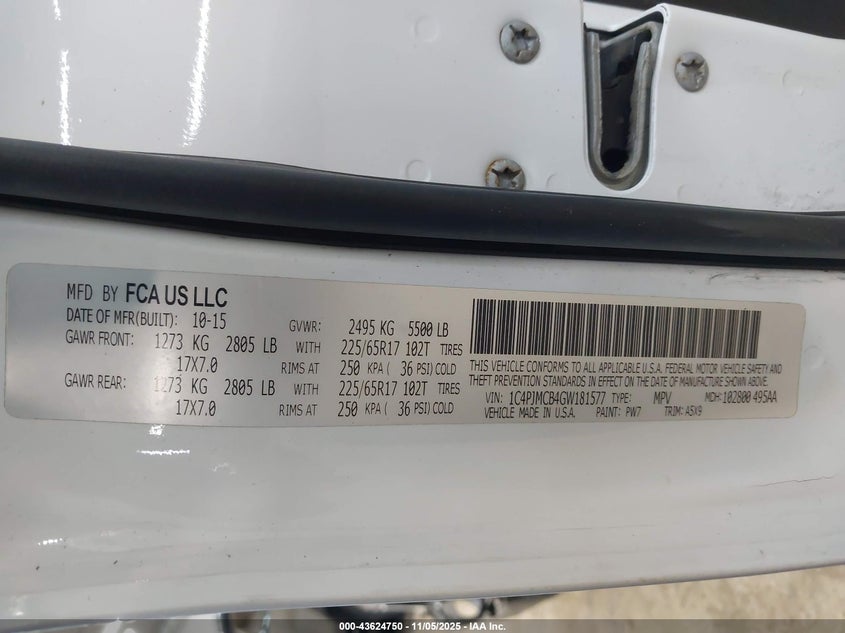 MFD BY FCA US LLC
DATE OF MFR(BUILT): 10-15 GVWR: 2495 KG 5500 LB
GAWR FRONT: 1273 KG 2805 LB WITH 225/65R17 102T TIRES
17X7.0 RIMS AT 250 KPA ( 36 PSI) COLD
GAWR REAR: 1273 KG 2805 LB WITH 225/65R17 102T TIRES
17X7.0 RIMS AT 250 KPA ( 36 PSI) COLD
THIS VEHICLE CONFORMS TO ALL APPLICABLE U.S.A. FEDERAL MOTOR VEHICLE SAFETY AND
THEFT PREVENTION STANDARDS IN EFFECT ON THE DATE OF MANUFACTURE SHOWN ABOVE.
VIN: 1C4PJMCB4GW181577 TYPE: MPV MDH: 102800 495AA
VEHICLE MADE IN U.S.A. PAINT: PW7 TRIM: A5X9
000-43624750 - 11/05/2025 - IAA Inc.